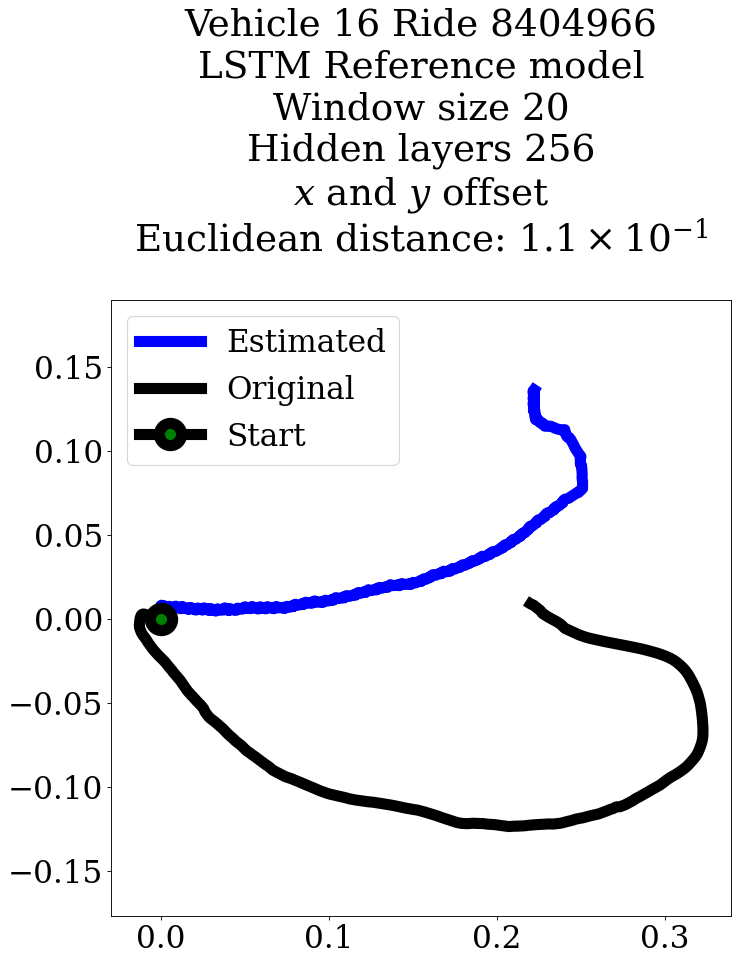 Vehicle 16 Ride 8404966
LSTM Reference model
Window size 20
Hidden layers 256
x and y offset
Euclidean distance: 1.1 × 10⁻¹
Estimated
Original
Start
0.15
0.10
0.05
0.00
−0.05
−0.10
−0.15
0.0 0.1 0.2 0.3